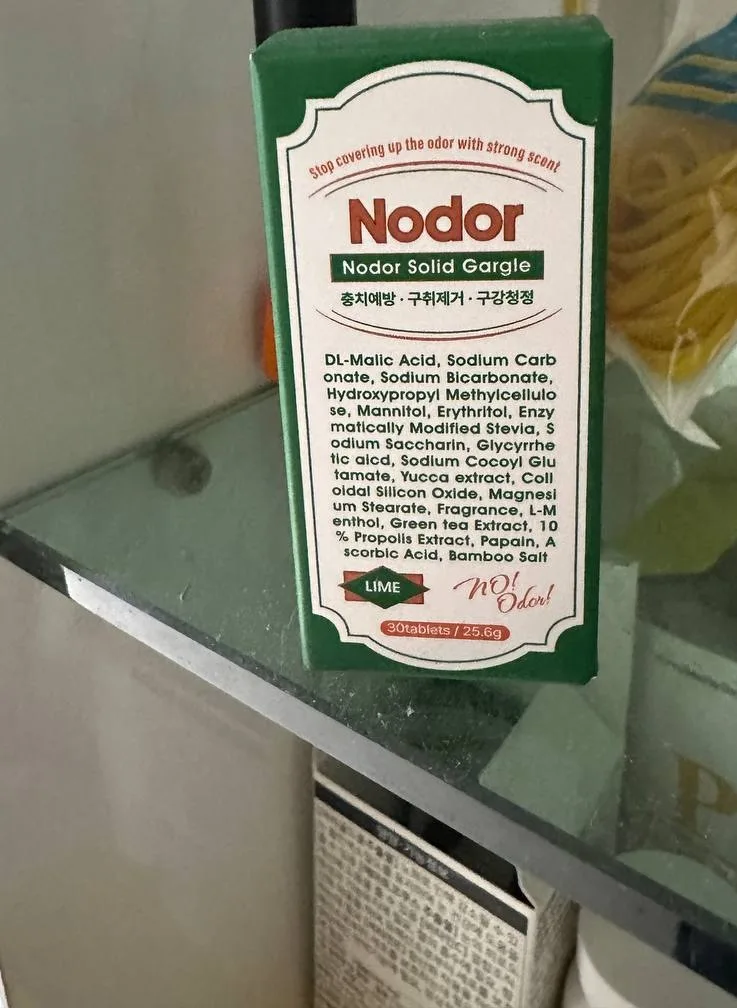 Stop covering up the odor with strong scent
Nodor
Nodor Solid Gargle
충치예방 · 구취제거 · 구강청정
DL-Malic Acid, Sodium Carb
onate, Sodium Bicarbonate,
Hydroxypropyl Methylcellulo
se, Mannitol, Erythritol, Enzy
matically Modified Stevia, S
odium Saccharin, Glycyrrhe
tic aicd, Sodium Cocoyl Glu
tamate, Yucca extract, Coll
oidal Silicon Oxide, Magnesi
um Stearate, Fragrance, L-M
enthol, Green tea Extract, 10
% Propolis Extract, Papain, A
scorbic Acid, Bamboo Salt
LIME
NO!
Odor!
30tablets / 25.6g
P